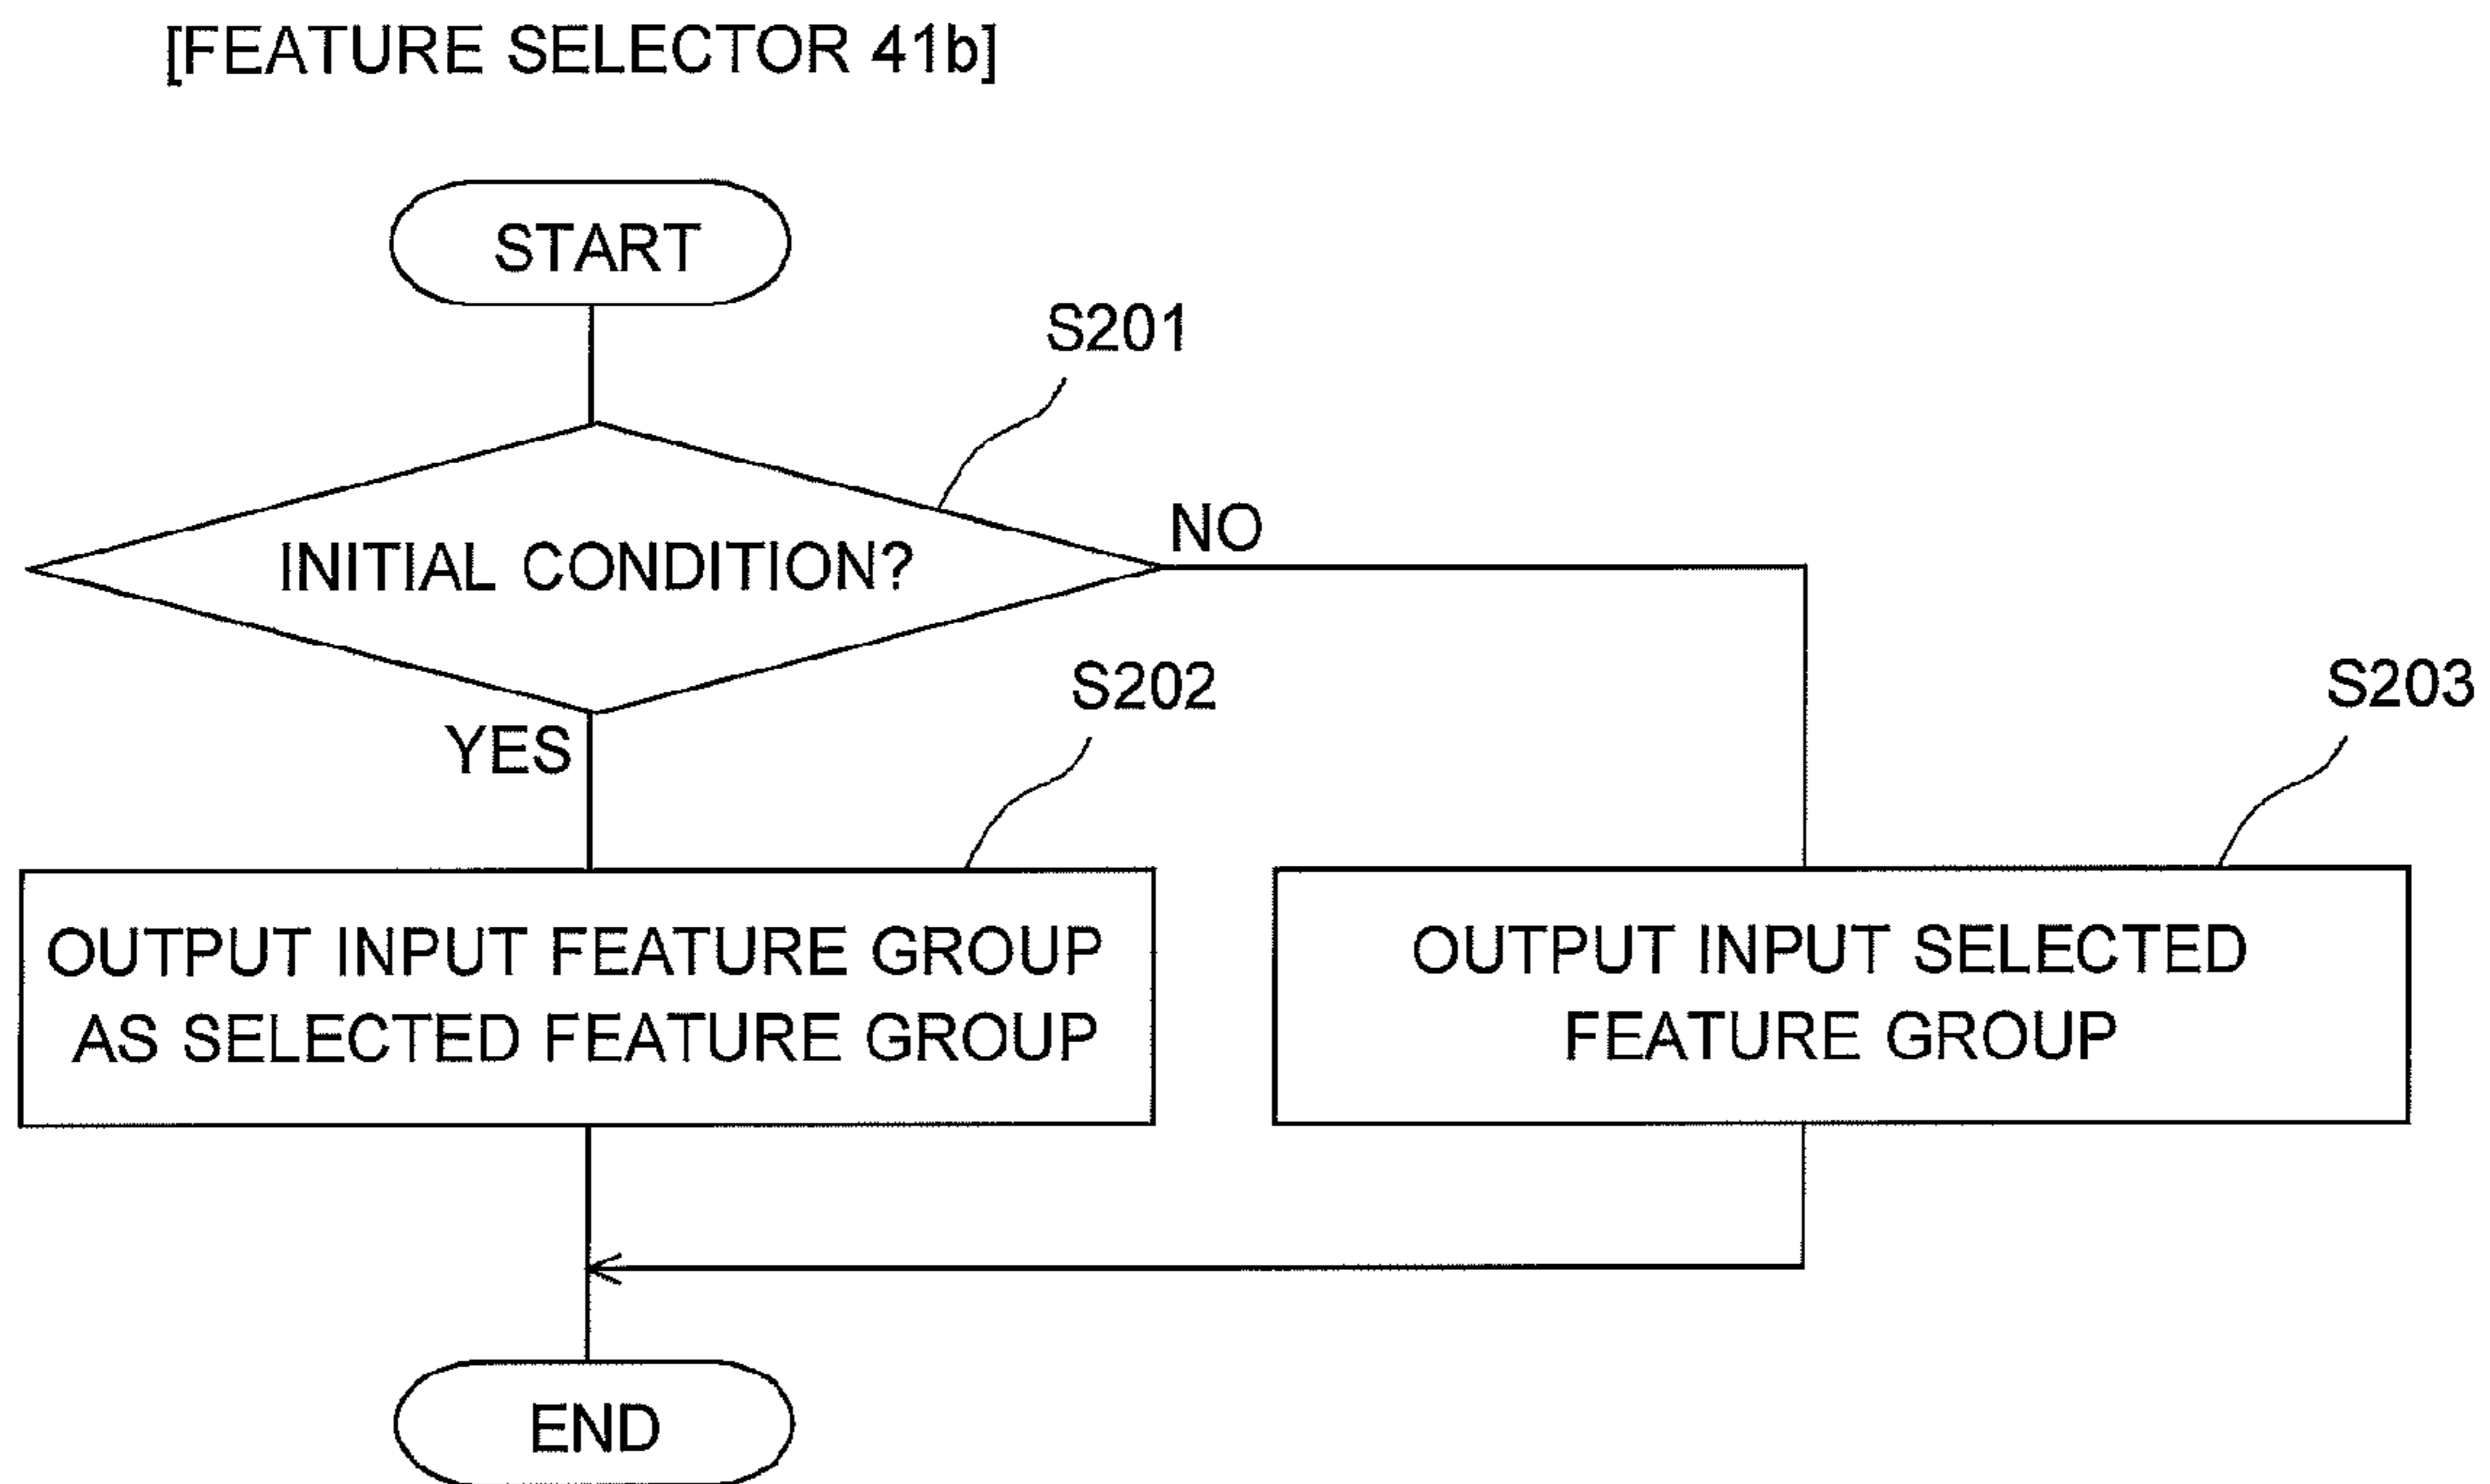 [FEATURE SELECTOR 41b]
START
S201
INITIAL CONDITION?
NO
YES
S202
S203
OUTPUT INPUT FEATURE GROUP
AS SELECTED FEATURE GROUP
OUTPUT INPUT SELECTED
FEATURE GROUP
END